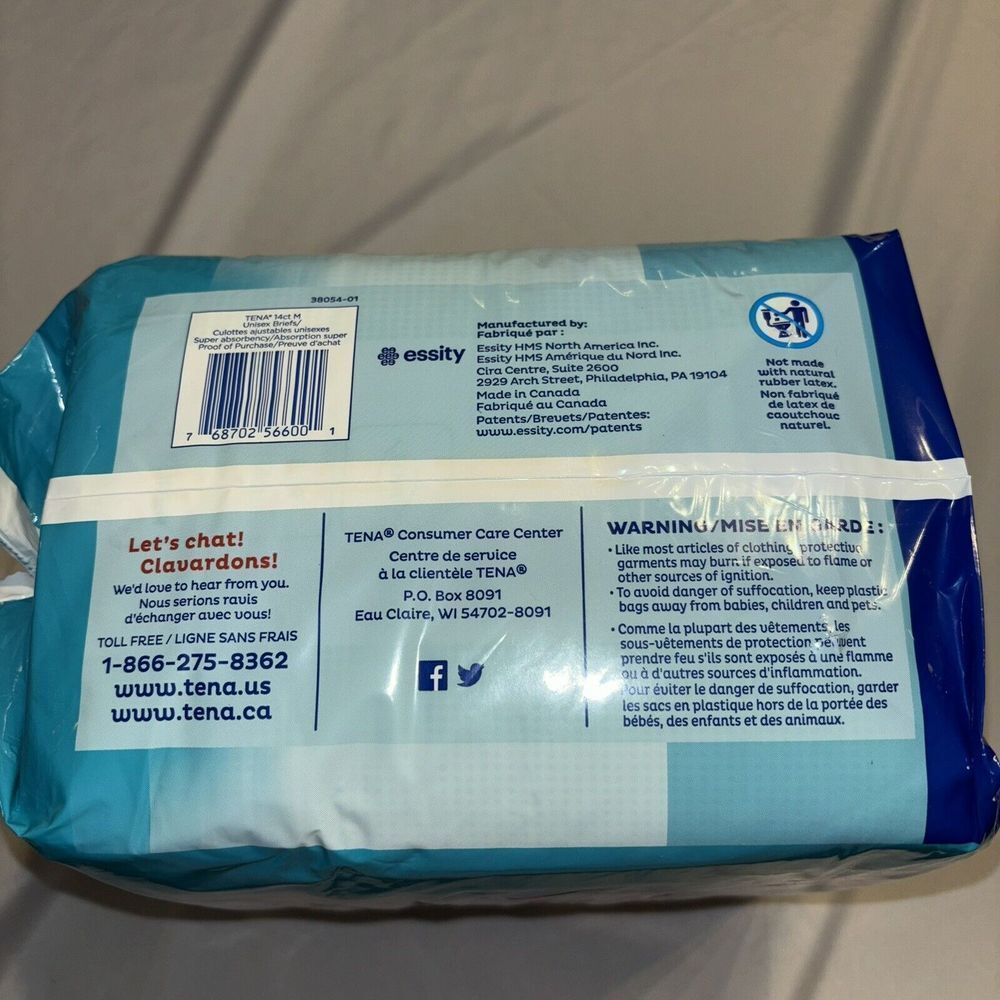 38054-01
TENA® 14ct M
Unisex Briefs/
Culottes ajustables unisexes
Super absorbency/Absorption super
Proof of Purchase/Preuve d'achat
7 68702 56600 1
essity
Manufactured by:
Fabriqué par :
Essity HMS North America Inc.
Essity HMS Amérique du Nord Inc.
Cira Centre, Suite 2600
2929 Arch Street, Philadelphia, PA 19104
Made in Canada
Fabriqué au Canada
Patents/Brevets/Patentes:
www.essity.com/patents
Not made
with natural
rubber latex.
Non fabriqué
de latex de
caoutchouc
naturel.
Let's chat!
Clavardons!
We'd love to hear from you.
Nous serions ravis
d'échanger avec vous!
TOLL FREE / LIGNE SANS FRAIS
1-866-275-8362
www.tena.us
www.tena.ca
TENA® Consumer Care Center
Centre de service
à la clientèle TENA®
P.O. Box 8091
Eau Claire, WI 54702-8091
WARNING/MISE EN GARDE :
• Like most articles of clothing, protective
garments may burn if exposed to flame or
other sources of ignition.
• To avoid danger of suffocation, keep plastic
bags away from babies, children and pets.
• Comme la plupart des vêtements, les
sous-vêtements de protection peuvent
prendre feu s'ils sont exposés à une flamme
ou à d'autres sources d'inflammation.
Pour éviter le danger de suffocation, garder
les sacs en plastique hors de la portée des
bébés, des enfants et des animaux.